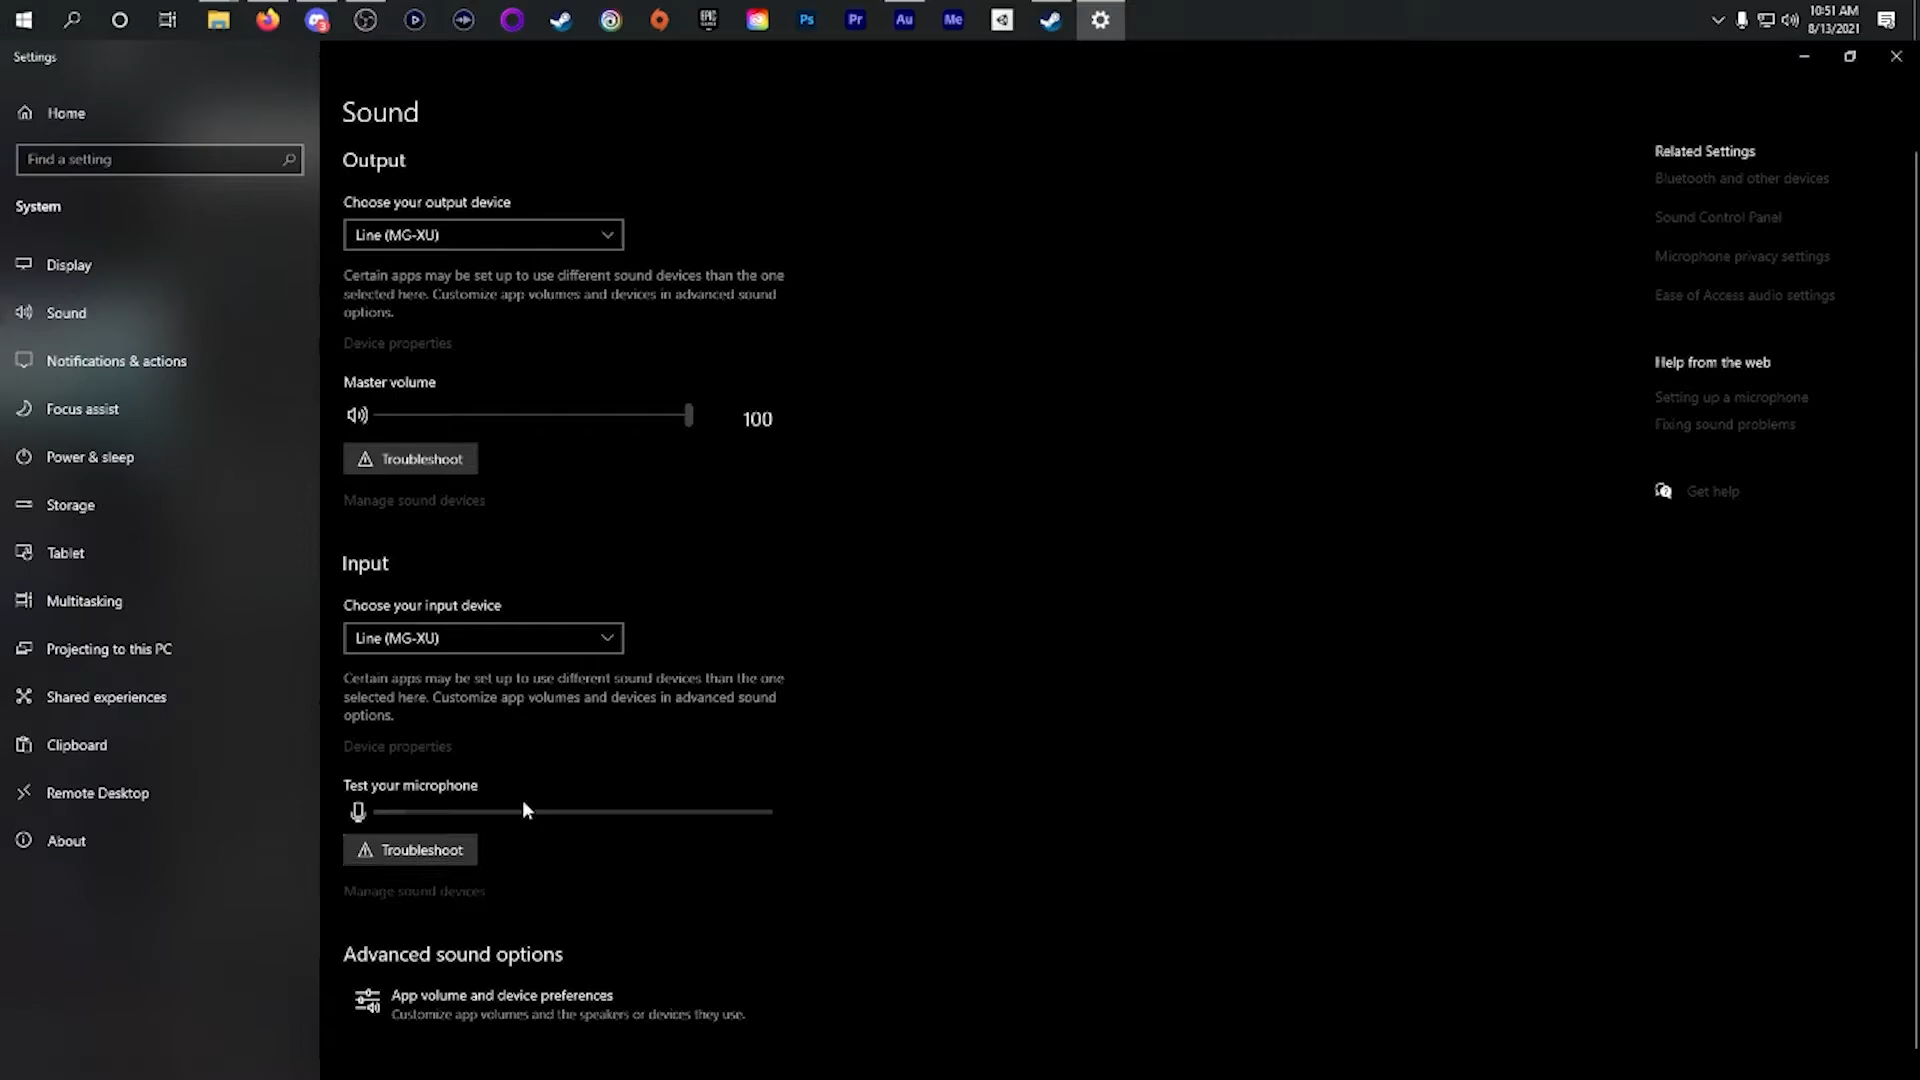 Ps
Pr
Au
Me
EPIC
GAMES
10:51 AM
8/13/2021
Settings
Home
Find a setting
System
Display
Sound
Notifications & actions
Focus assist
Power & sleep
Storage
Tablet
Multitasking
Projecting to this PC
Shared experiences
Clipboard
Remote Desktop
About
Sound
Output
Choose your output device
Line (MG-XU)
Certain apps may be set up to use different sound devices than the one
selected here. Customize app volumes and devices in advanced sound
options.
Device properties
Master volume
100
Troubleshoot
Manage sound devices
Input
Choose your input device
Line (MG-XU)
Certain apps may be set up to use different sound devices than the one
selected here. Customize app volumes and devices in advanced sound
options.
Device properties
Test your microphone
Troubleshoot
Manage sound devices
Advanced sound options
App volume and device preferences
Customize app volumes and the speakers or devices they use.
Related Settings
Bluetooth and other devices
Sound Control Panel
Microphone privacy settings
Ease of Access audio settings
Help from the web
Setting up a microphone
Fixing sound problems
Get help